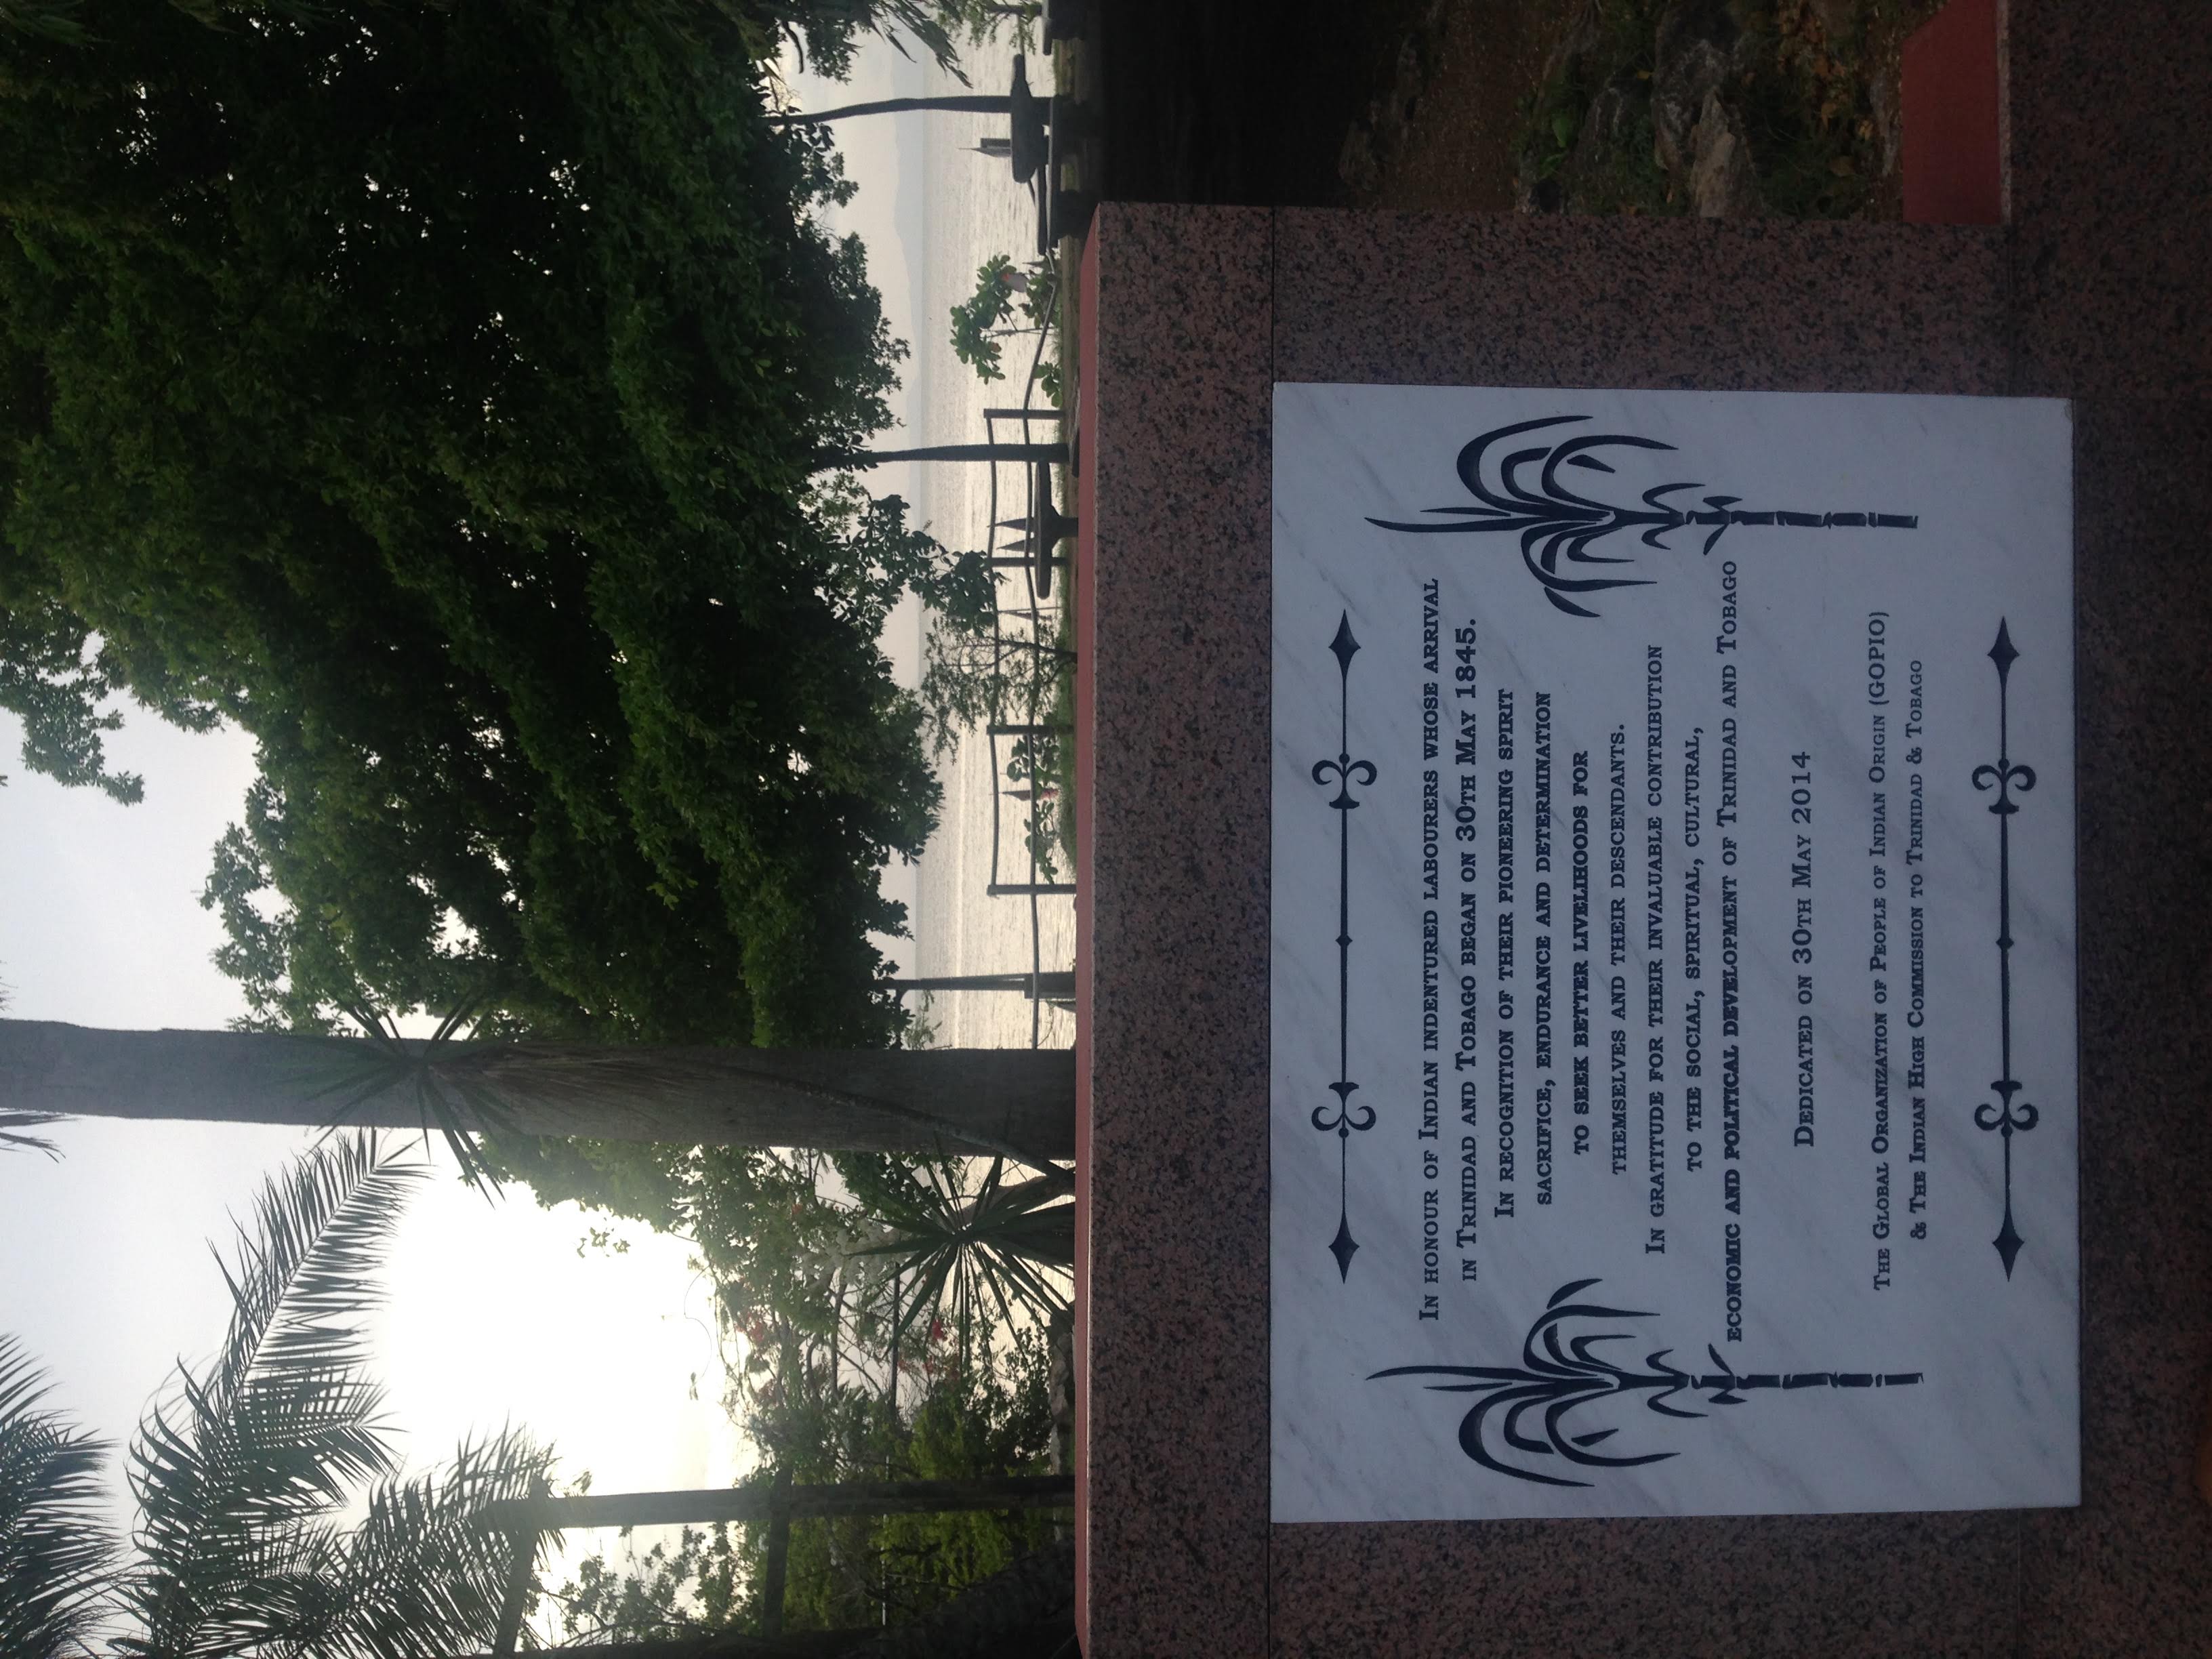 In honour of Indian indentured labourers whose arrival
in Trinidad and Tobago began on 30th May 1845.
In recognition of their pioneering spirit
sacrifice, endurance and determination
to seek better livelihoods for
themselves and their descendants.
In gratitude for their invaluable contribution
to the social, spiritual, cultural,
economic and political development of Trinidad and Tobago
Dedicated on 30th May 2014
The Global Organization of People of Indian Origin (GOPIO)
& The Indian High Commission to Trinidad & Tobago